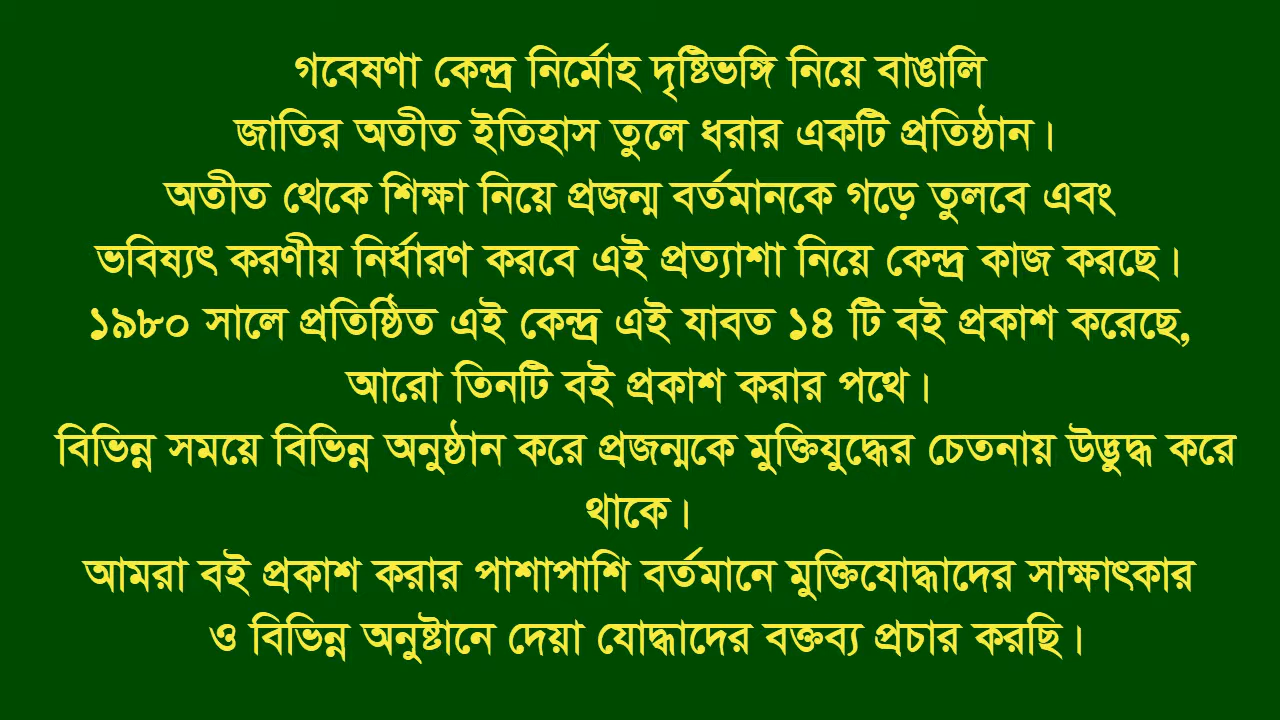 গবেষণা কেন্দ্র নির্মোহ দৃষ্টিভঙ্গি নিয়ে বাঙালি
জাতির অতীত ইতিহাস তুলে ধরার একটি প্রতিষ্ঠান।
অতীত থেকে শিক্ষা নিয়ে প্রজন্ম বর্তমানকে গড়ে তুলবে এবং
ভবিষ্যৎ করণীয় নির্ধারণ করবে এই প্রত্যাশা নিয়ে কেন্দ্র কাজ করছে।
১৯৮০ সালে প্রতিষ্ঠিত এই কেন্দ্র এই যাবত ১৪ টি বই প্রকাশ করেছে,
আরো তিনটি বই প্রকাশ করার পথে।
বিভিন্ন সময়ে বিভিন্ন অনুষ্ঠান করে প্রজন্মকে মুক্তিযুদ্ধের চেতনায় উদ্ভুদ্ধ করে
থাকে।
আমরা বই প্রকাশ করার পাশাপাশি বর্তমানে মুক্তিযোদ্ধাদের সাক্ষাৎকার
ও বিভিন্ন অনুষ্টানে দেয়া যোদ্ধাদের বক্তব্য প্রচার করছি।